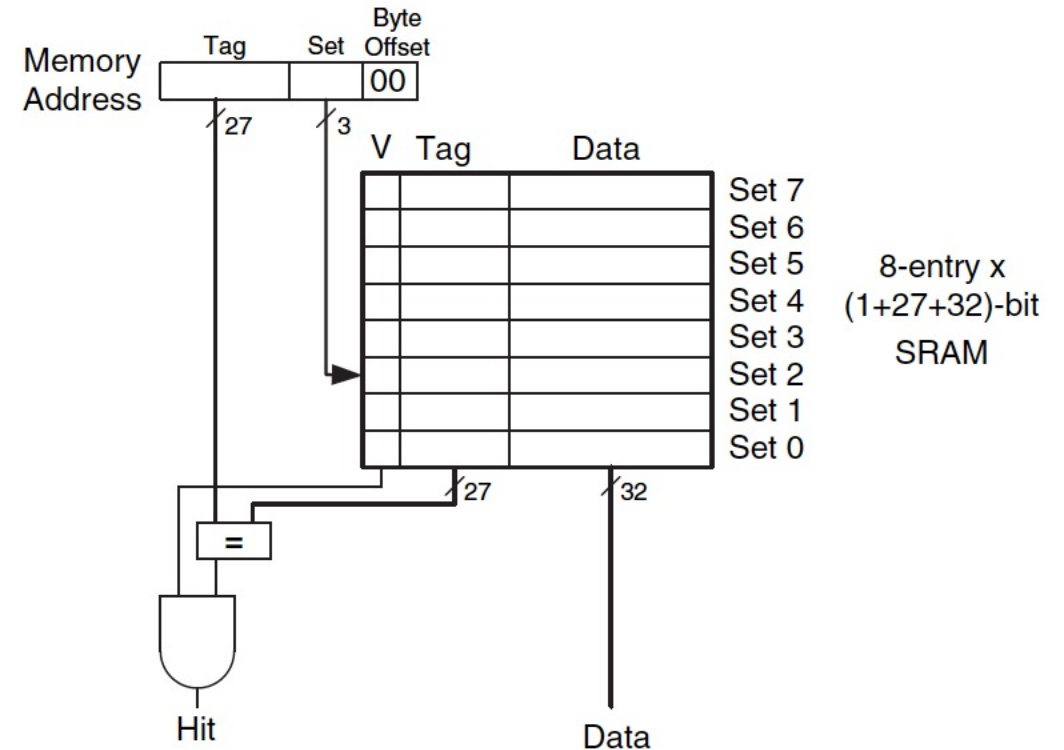 Memory
Address
Tag
Set
Byte
Offset
00
27
3
V
Tag
Data
Set 7
Set 6
Set 5
Set 4
Set 3
Set 2
Set 1
Set 0
8-entry x
(1+27+32)-bit
SRAM
27
32
=
Hit
Data